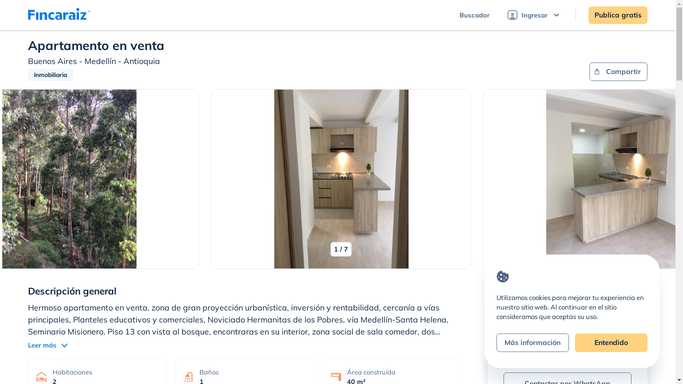 Fincaraiz
Buscador
Ingresar
Publica gratis
Apartamento en venta
Buenos Aires - Medellín - Antioquia
Inmobiliaria
Compartir
1 / 7
Descripción general
Hermoso apartamento en venta, zona de gran proyección urbanística, inversión y rentabilidad, cercanía a vías
principales, Planteles educativos y comerciales, Noviciado Hermanitas de los Pobres, vía Medellín-Santa Helena,
Seminario Misionero. Piso 13 con vista al bosque, encontraras en su interior, zona social de sala comedor, dos...
Leer más
Habitaciones
2
Baños
1
Área construida
40 m²
Utilizamos cookies para mejorar tu experiencia en
nuestro sitio web. Al continuar en el sitio
consideramos que aceptas su uso.
Más información
Entendido
Contactar por WhatsApp